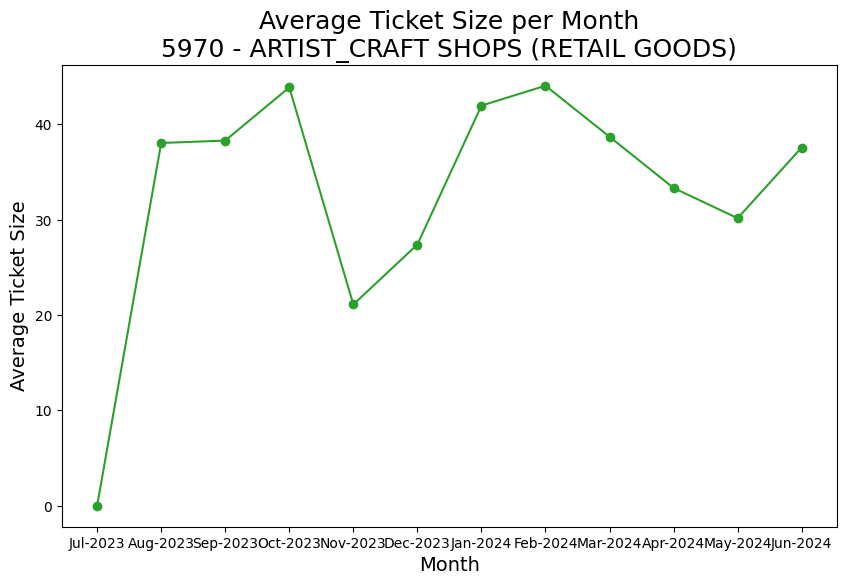 Average Ticket Size per Month
5970 - ARTIST_CRAFT SHOPS (RETAIL GOODS)
Average Ticket Size
40
30
20
10
0
Jul-2023 Aug-2023 Sep-2023 Oct-2023 Nov-2023 Dec-2023 Jan-2024 Feb-2024 Mar-2024 Apr-2024 May-2024 Jun-2024
Month